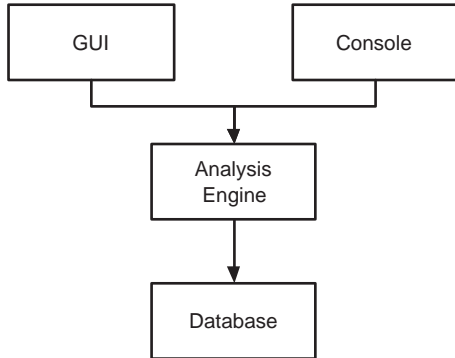 GUI
Console
Analysis
Engine
Database